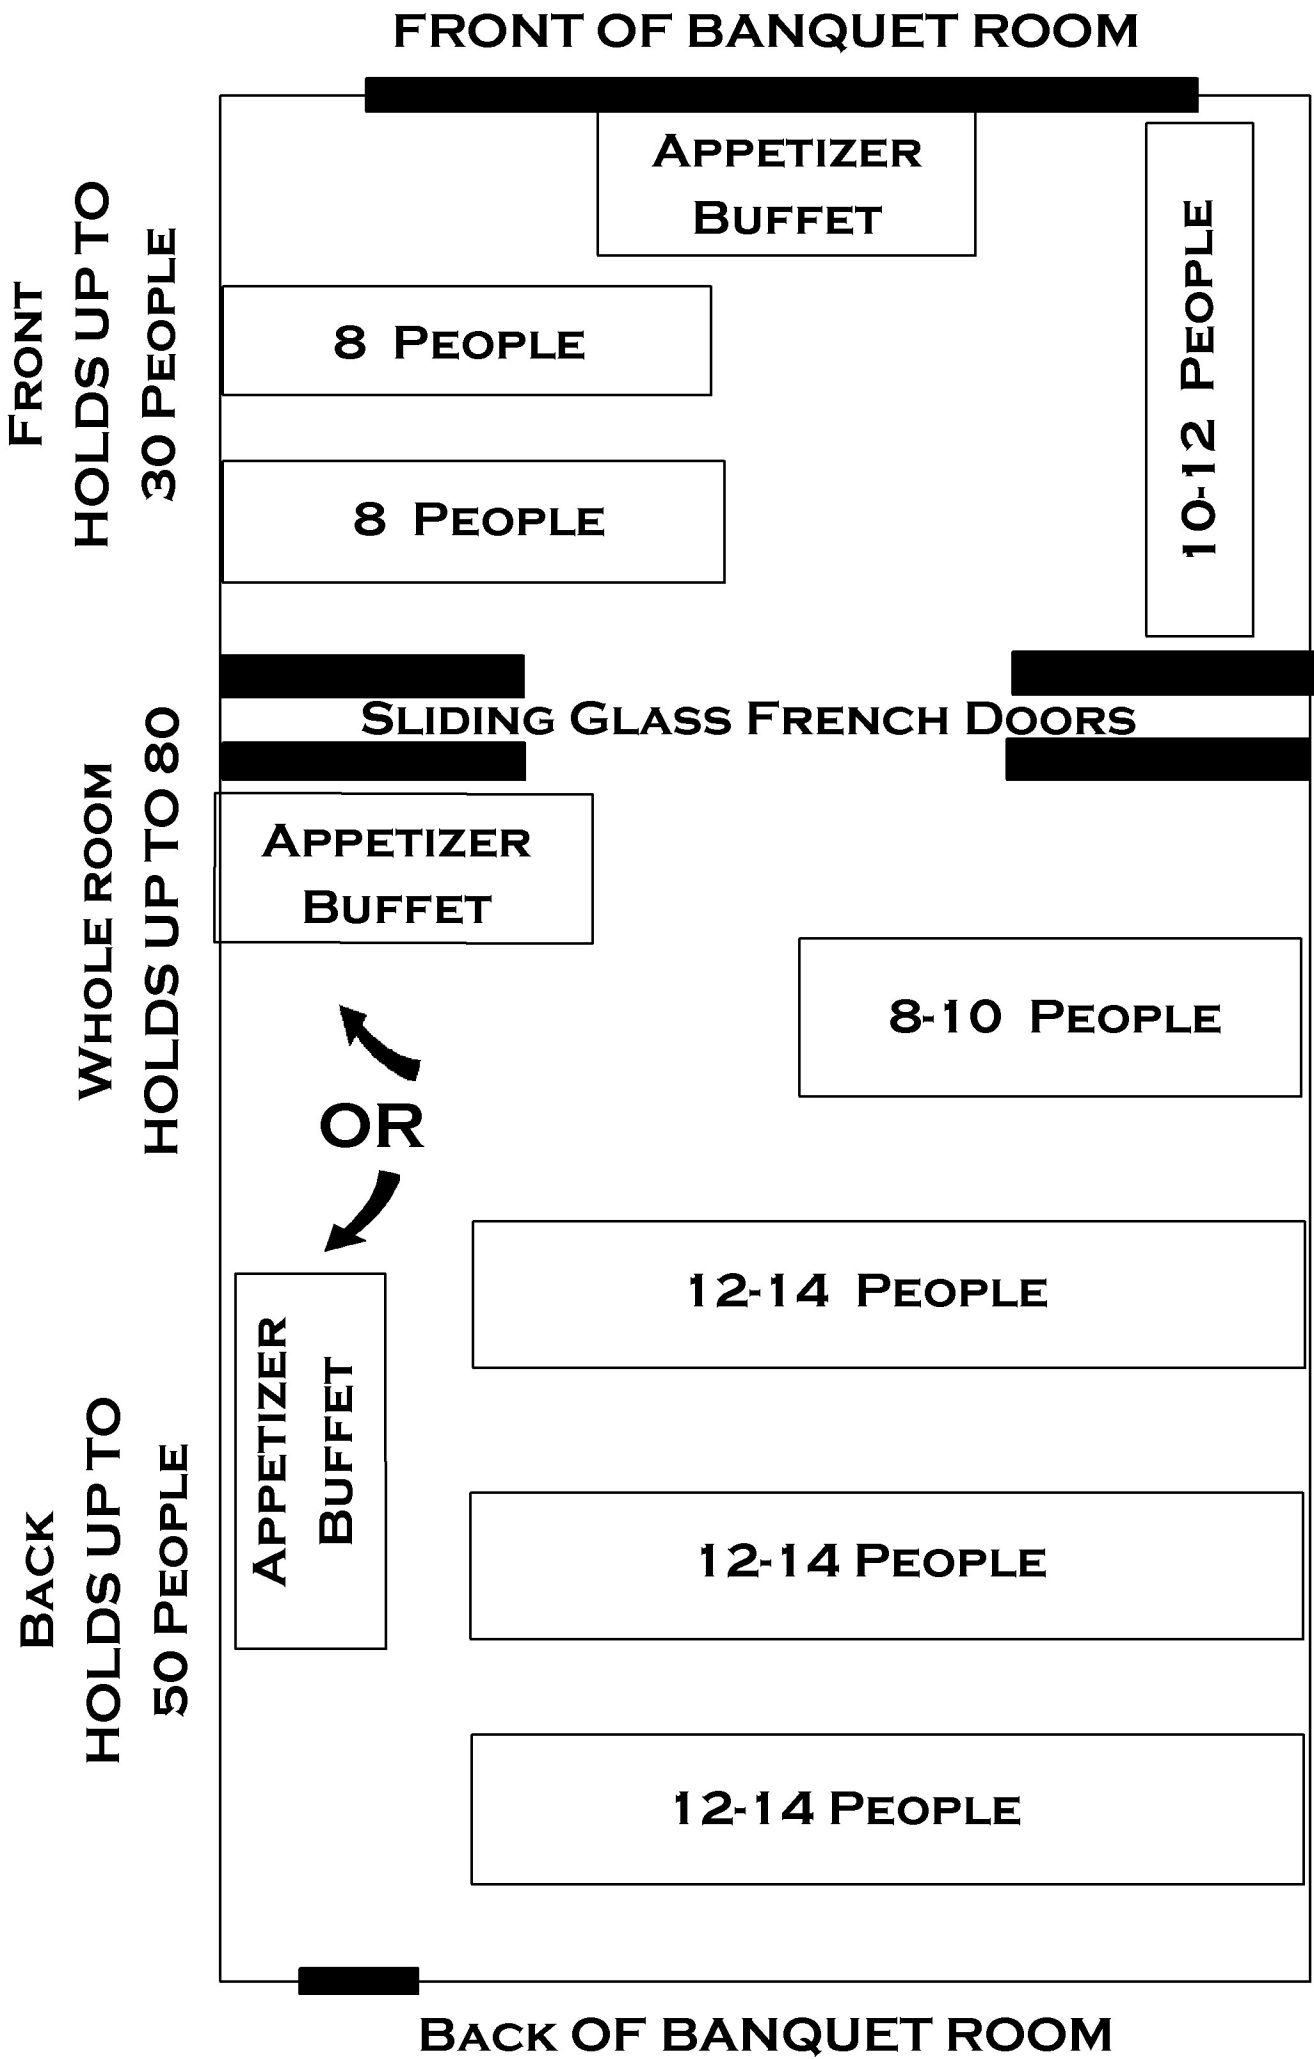 FRONT OF BANQUET ROOM
APPETIZER
BUFFET
10-12 PEOPLE
FRONT
HOLDS UP TO
30 PEOPLE
8 PEOPLE
8 PEOPLE
SLIDING GLASS FRENCH DOORS
WHOLE ROOM
HOLDS UP TO 80
APPETIZER
BUFFET
8-10 PEOPLE
OR
12-14 PEOPLE
APPETIZER
BUFFET
BACK
HOLDS UP TO
50 PEOPLE
12-14 PEOPLE
12-14 PEOPLE
BACK OF BANQUET ROOM